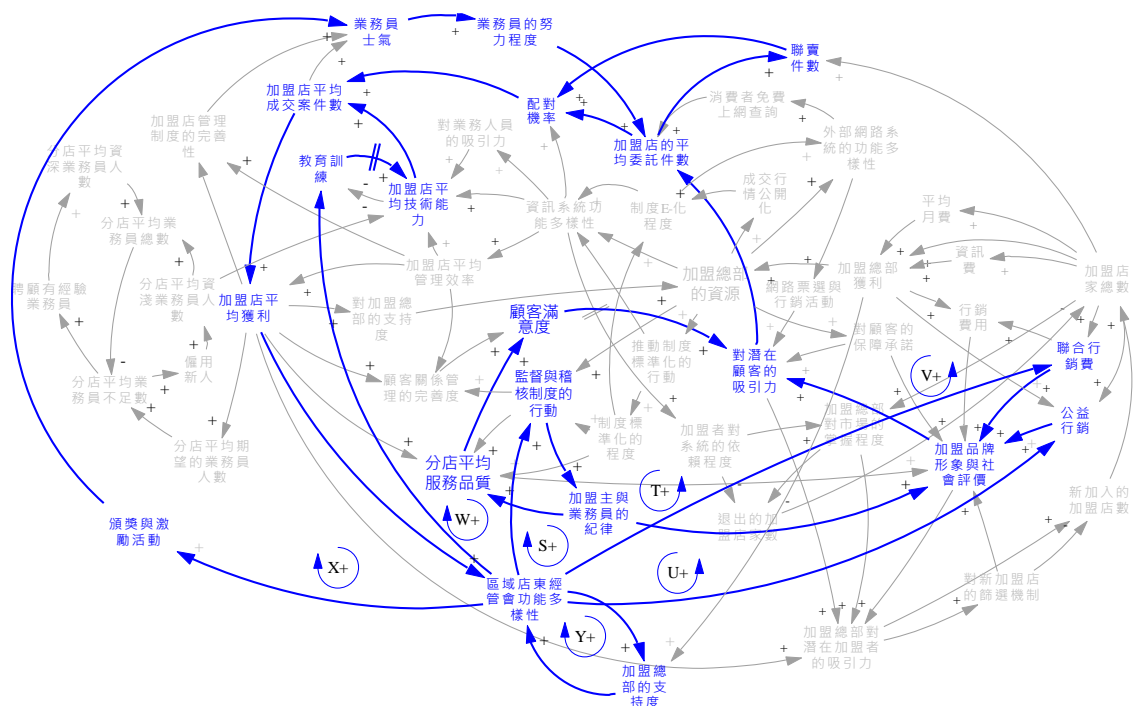 業務員
士氣
業務員的努
力程度
聯賣
件數
加盟店平均
成交案件數
配對
機率
消費者免費
上網查詢
加盟店管理
制度的完善
性
對業務人員
的吸引力
外部網路系
統的功能多
樣性
加盟店的平
均委託件數
分店平均資
深業務員人
數
教育訓
練
加盟店平
均技術能
力
成交行
情公開
化
資訊系統功
能多樣性
制度E化
程度
平均
月費
分店平均業
務員總數
資訊
費
加盟店平均
管理效率
加盟總部
的資源
加盟總部
獲利
加盟店
家總數
分店平均資
淺業務員人
數
聘顧有經驗
業務員
加盟店平
均獲利
對加盟總
部的支持
度
網路票選與
行銷活動
顧客滿
意度
行銷
費用
對顧客的
保障承諾
推動制度
標準化的
行動
對潛在
顧客的
吸引力
聯合行
銷費
僱用
新人
分店平均業
務員不足數
顧客關係管
理的完善度
監督與稽
核制度的
行動
V+
加盟總部
對市場的
掌握程度
公益
行銷
制度標
準化的
程度
加盟者對
系統的依
賴程度
分店平均期
望的業務員
人數
分店平均
服務品質
加盟品牌
形象與社
會評價
T+
加盟主與
業務員的
紀律
新加入的
加盟店數
W+
頒獎與激
勵活動
退出的加
盟店家數
S+
X+
U+
區域店東經
管會功能多
樣性
對新加盟店
的篩選機制
Y+
加盟總部對
潛在加盟者
的吸引力
加盟總
部的支
持度